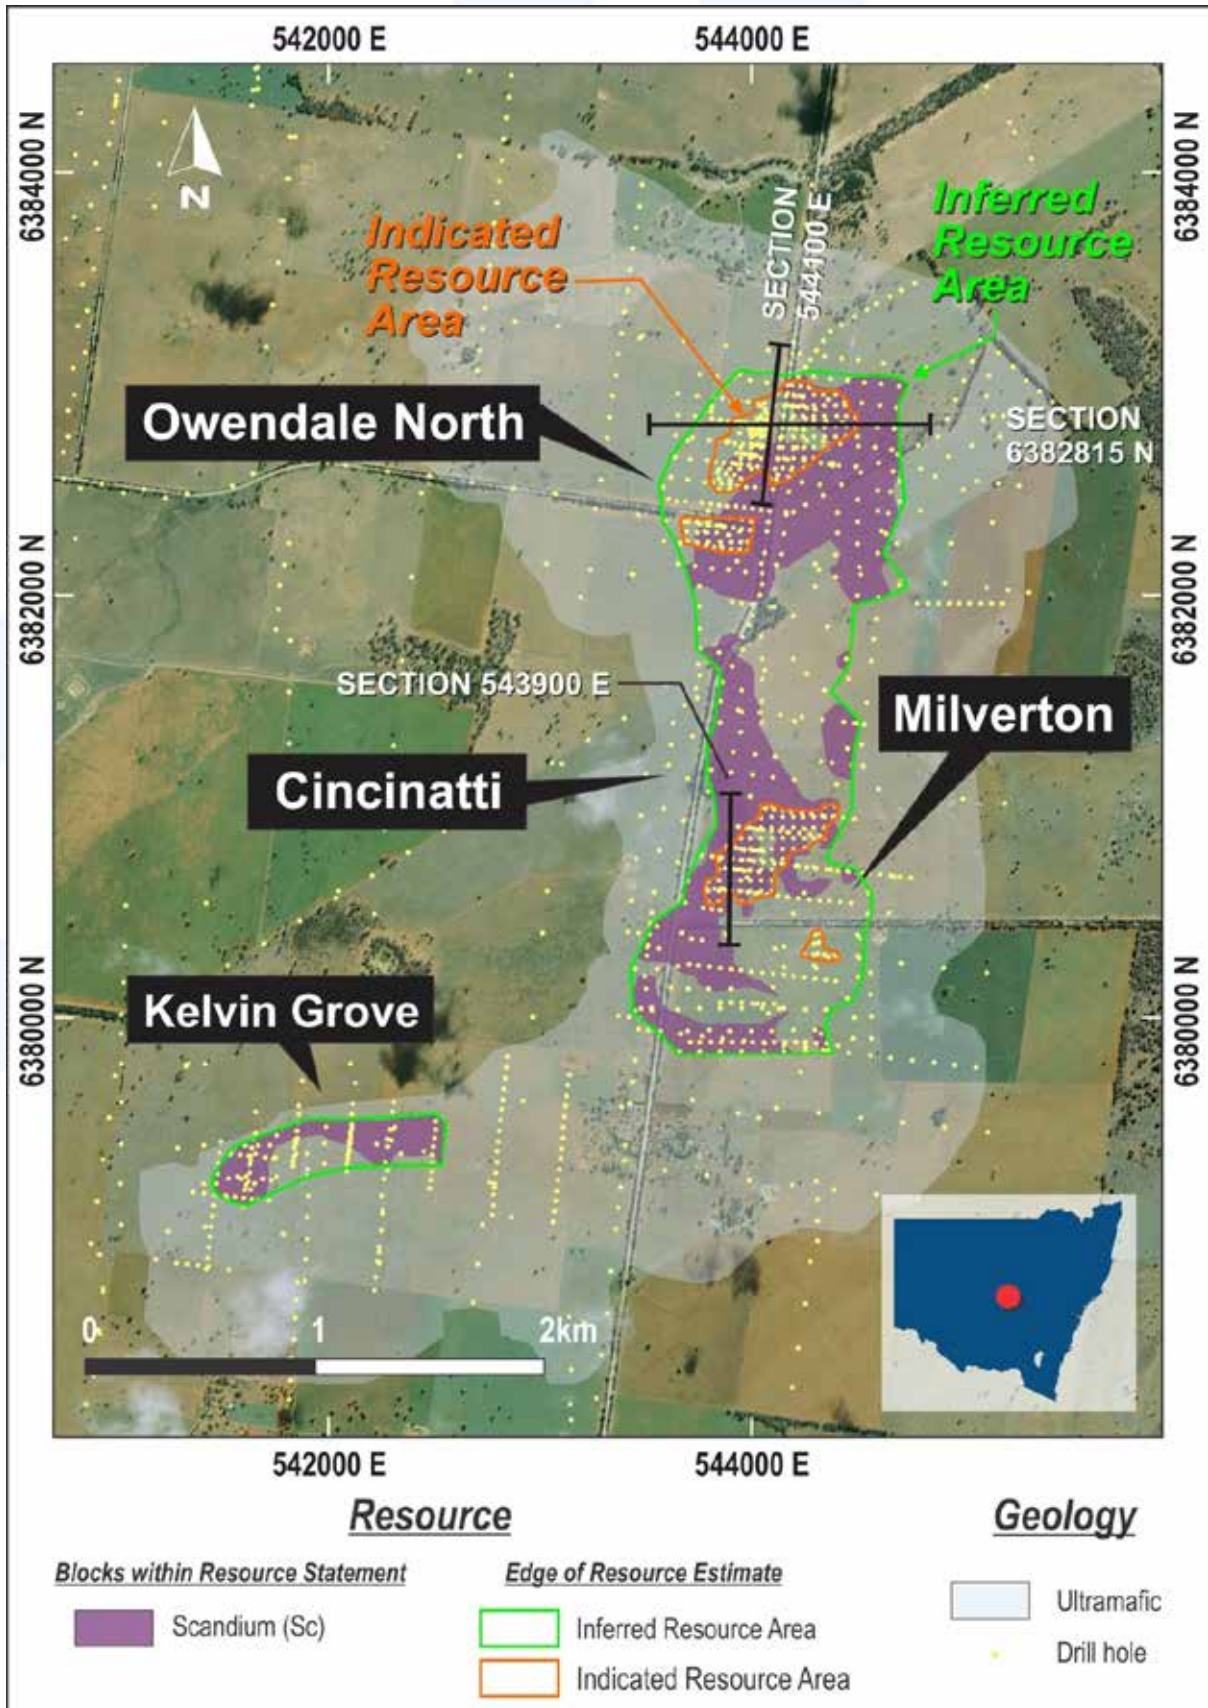 542000 E
544000 E
6384000 N
6384000 N
N
Indicated
Resource
Area
SECTION
544100 E
Inferred
Resource
Area
Owendale North
SECTION
6382815 N
6382000 N
6382000 N
SECTION 543900 E
Milverton
Cincinatti
Kelvin Grove
6380000 N
6380000 N
0
1
2km
542000 E
544000 E
Resource
Geology
Blocks within Resource Statement
Edge of Resource Estimate
Scandium (Sc)
Inferred Resource Area
Indicated Resource Area
Ultramafic
Drill hole